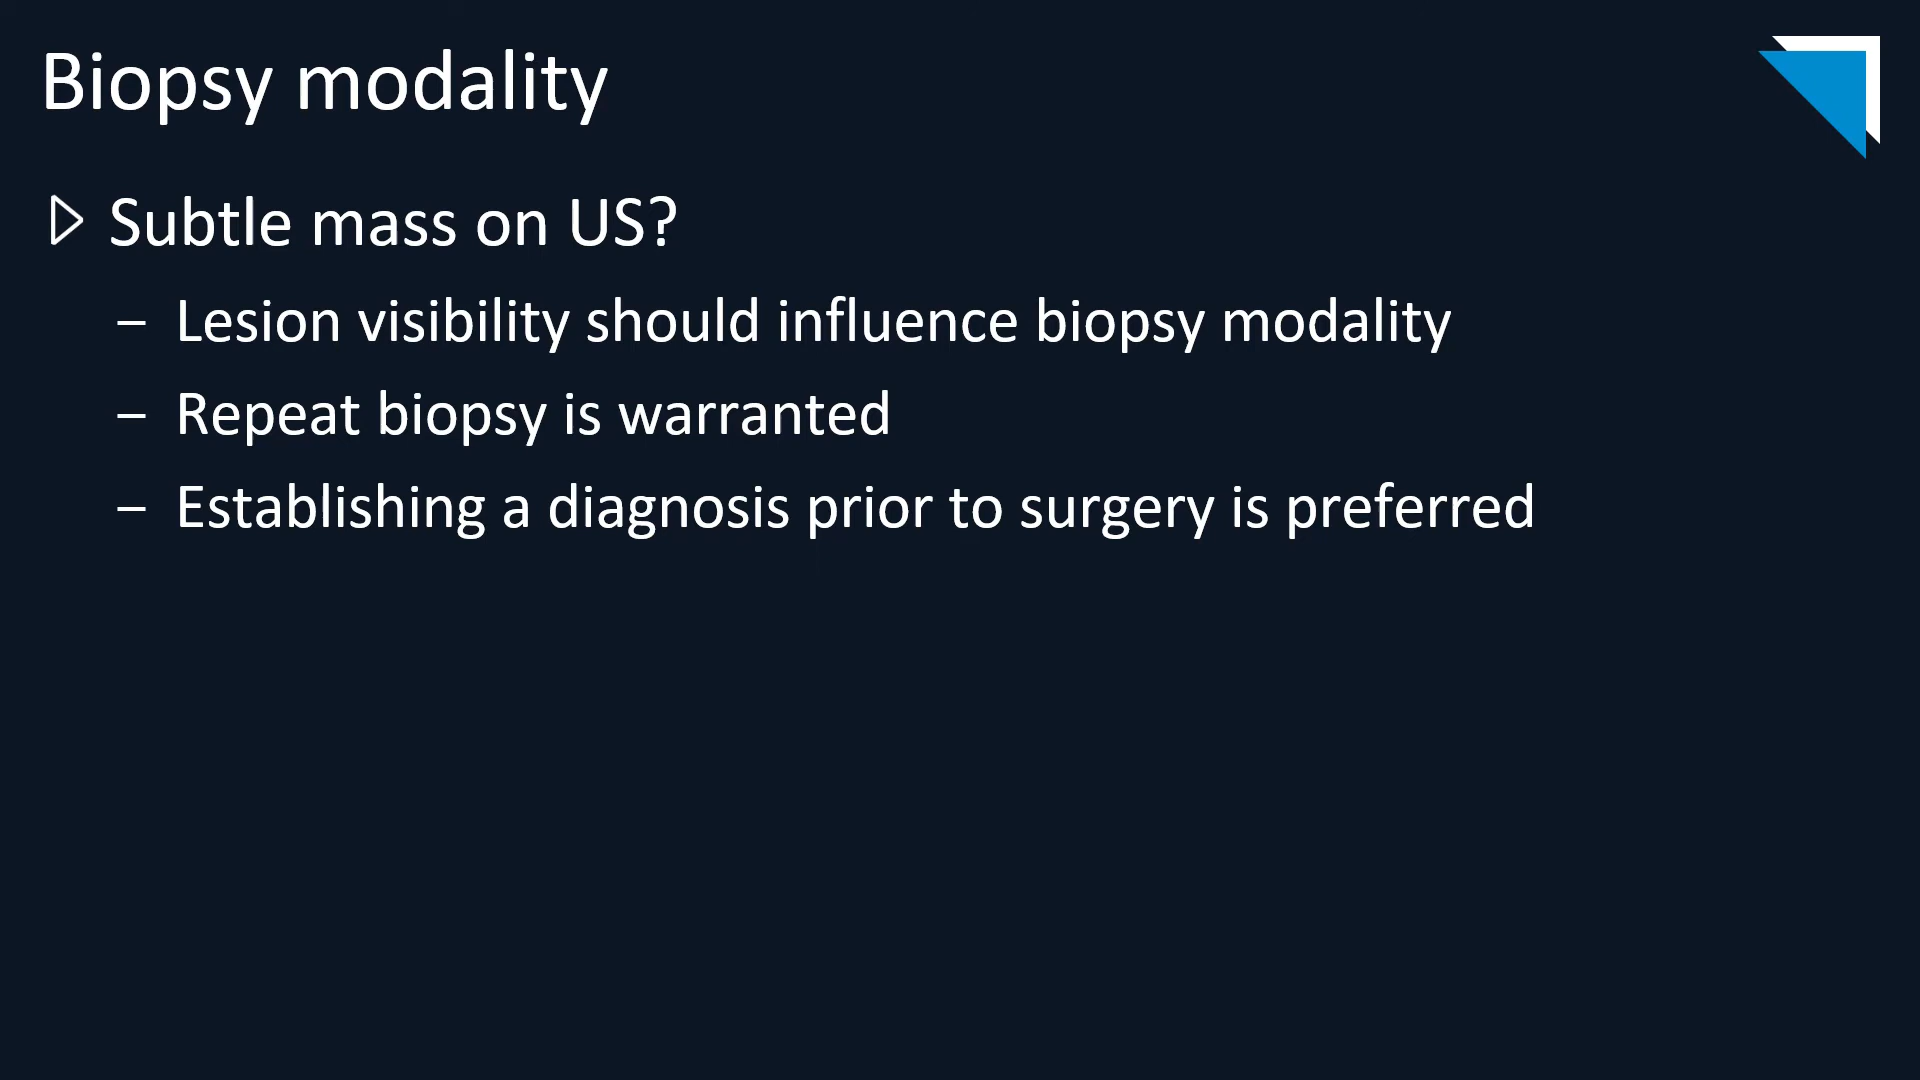 Biopsy modality
Subtle mass on US?
– Lesion visibility should influence biopsy modality
– Repeat biopsy is warranted
– Establishing a diagnosis prior to surgery is preferred